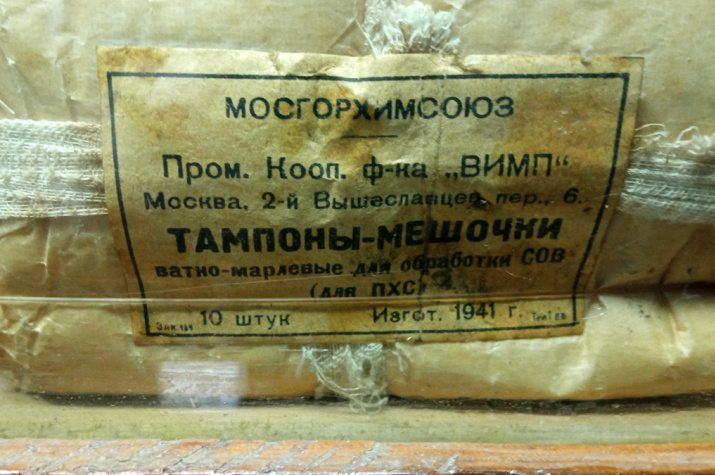 МОСГОРХИМСОЮЗ
Пром. Кооп. ф-ка „ВИМП“
Москва, 2-й Вышеславцев пер., 6.
ТАМПОНЫ-МЕШОЧКИ
ватно-марлевые для обработки СОВ
(для ПХС)
10 штук Изгот. 1941 г.